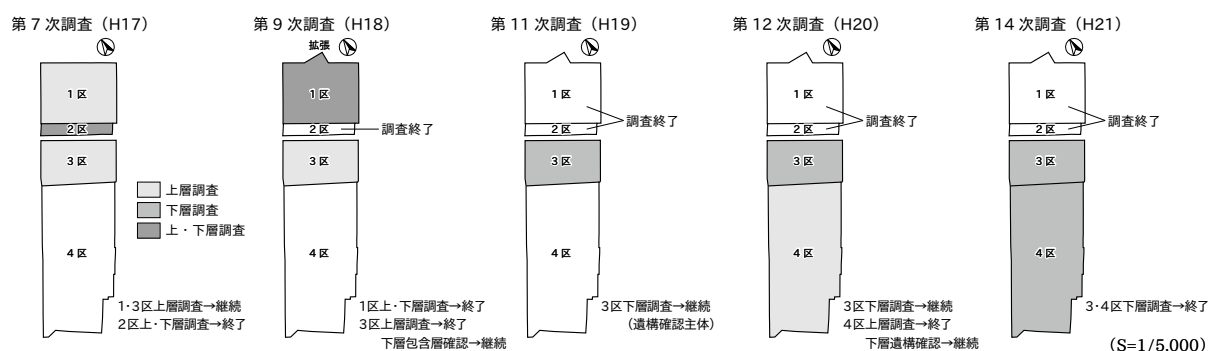 第7次調査（H17）
1区
2区
3区
4区
上層調査
下層調査
上・下層調査
1・3区上層調査→継続
2区上・下層調査→終了
第9次調査（H18）
拡張
1区
2区
調査終了
3区
4区
1区上・下層調査→終了
3区上層調査→終了
下層包含層確認→継続
第11次調査（H19）
1区
2区
調査終了
3区
4区
3区下層調査→継続
（遺構確認主体）
第12次調査（H20）
1区
2区
調査終了
3区
4区
3区下層調査→継続
4区上層調査→終了
下層遺構確認→継続
第14次調査（H21）
1区
2区
調査終了
3区
4区
3・4区下層調査→終了
（S=1/5,000）